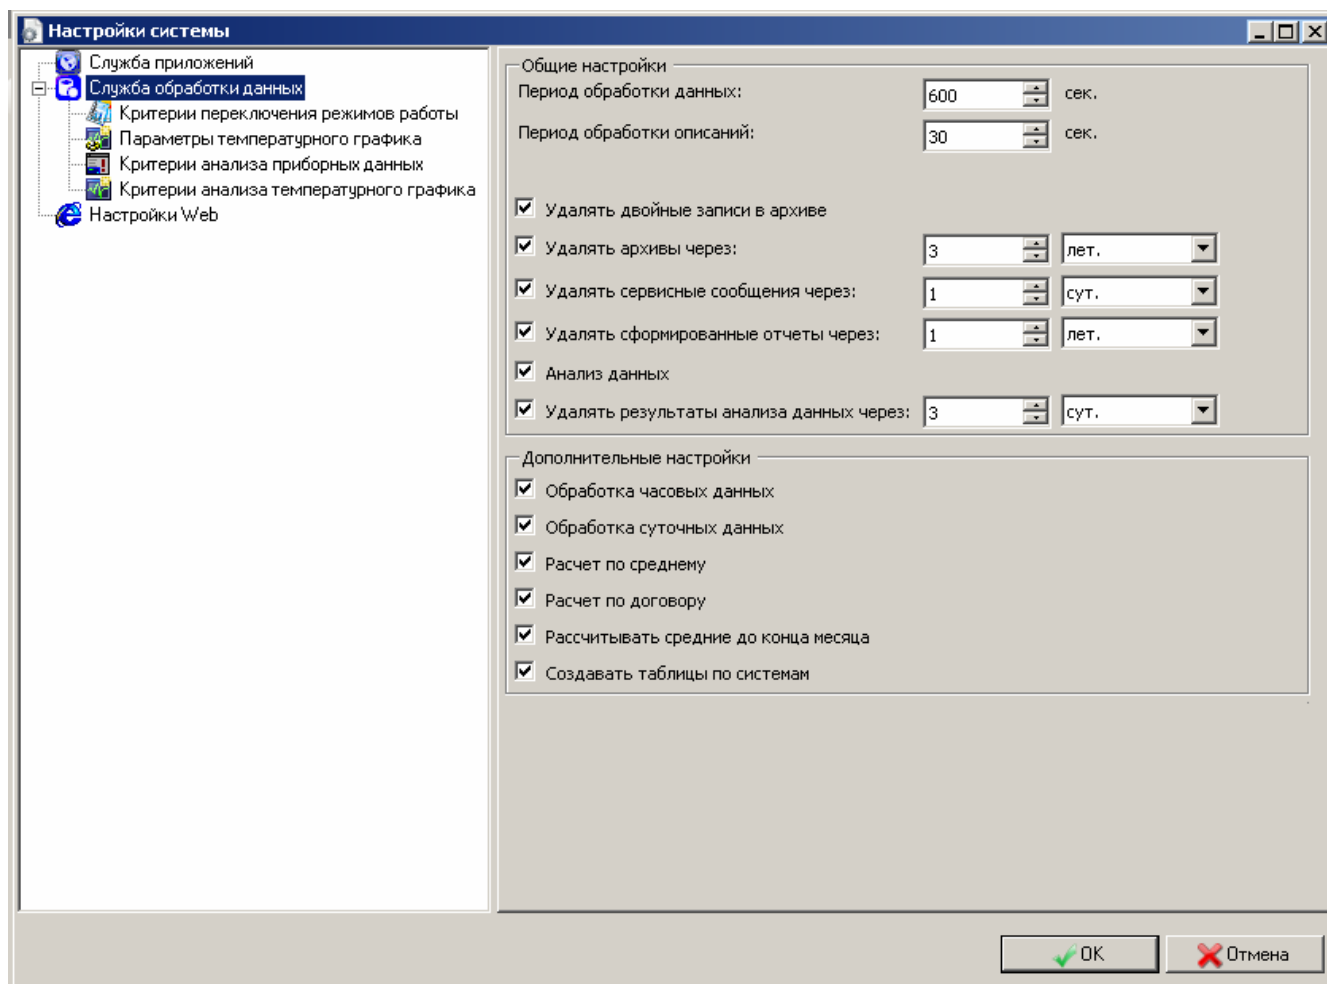 Настройки системы
Служба приложений
Служба обработки данных
Критерии переключения режимов работы
Параметры температурного графика
Критерии анализа приборных данных
Критерии анализа температурного графика
Настройки Web
Общие настройки
Период обработки данных: 600 сек.
Период обработки описаний: 30 сек.
Удалять двойные записи в архиве
Удалять архивы через: 3 лет.
Удалять сервисные сообщения через: 1 сут.
Удалять сформированные отчеты через: 1 лет.
Анализ данных
Удалять результаты анализа данных через: 3 сут.
Дополнительные настройки
Обработка часовых данных
Обработка суточных данных
Расчет по среднему
Расчет по договору
Рассчитывать средние до конца месяца
Создавать таблицы по системам
OK Отмена